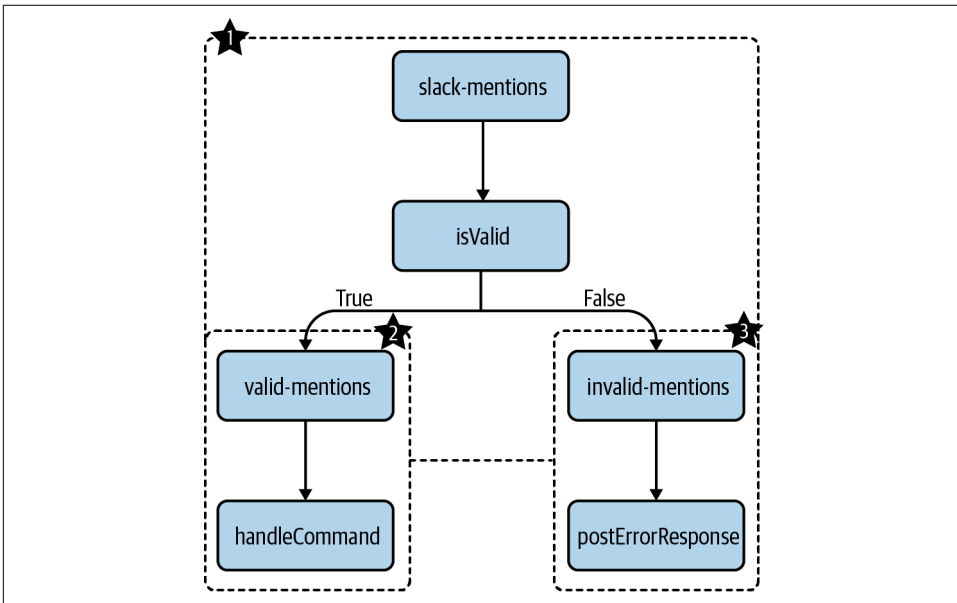 1
slack-mentions
isValid
True
False
2
3
valid-mentions
invalid-mentions
handleCommand
postErrorResponse